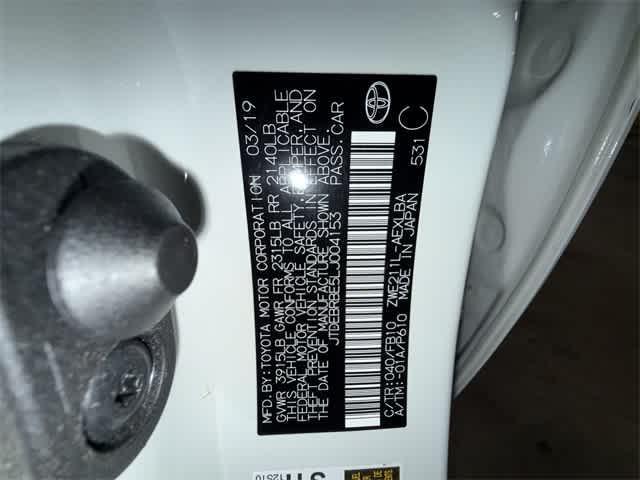 MFD.BY:TOYOTA MOTOR CORPORATION 03/19
GVWR 3915LB GAWR FR 2315LB RR 2140LB
THIS VEHICLE CONFORMS TO ALL APPLICABLE
FEDERAL MOTOR VEHICLE SAFETY, BUMPER, AND
THEFT PREVENTION STANDARDS IN EFFECT ON
THE DATE OF MANUFACTURE SHOWN ABOVE.
JTDEBRBE5LJ004153 PASS.CAR
C/TR:040/FB10 ZWE211L-AEXLBA
A/TM:-01A/P610 MADE IN JAPAN 531 C
12S10